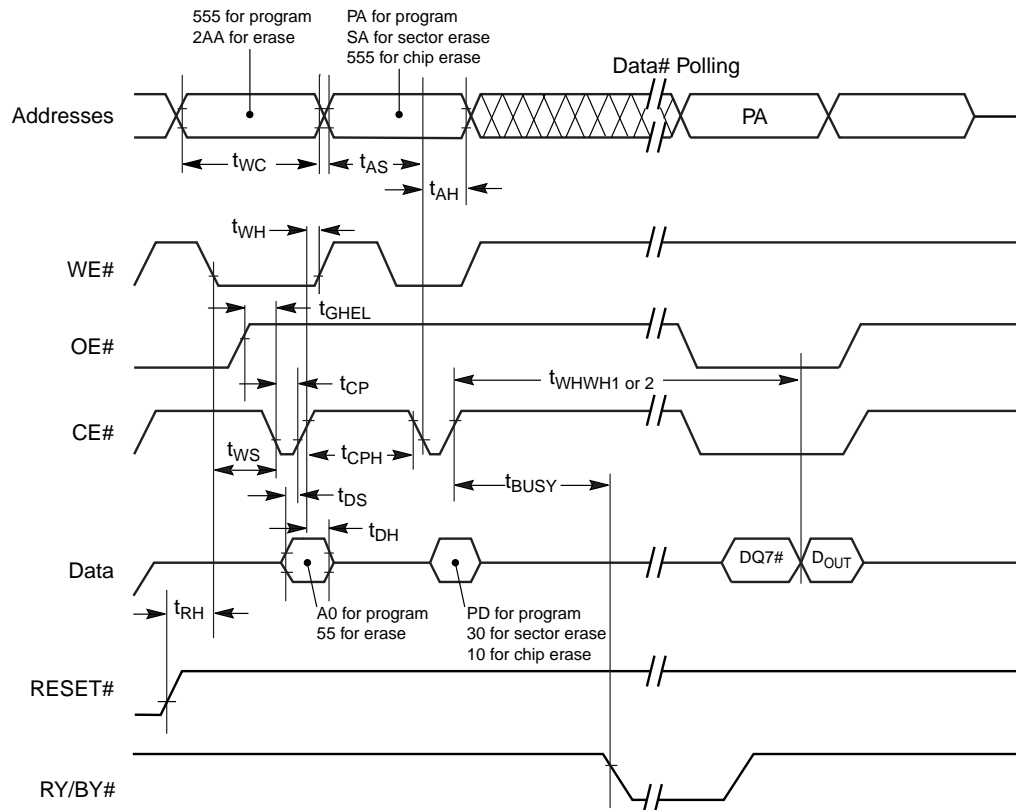 555 for program
2AA for erase
PA for program
SA for sector erase
555 for chip erase
Data# Polling
Addresses
PA
tWC
tAS
tAH
tWH
WE#
tGHEL
OE#
tCP
tWHWH1 or 2
CE#
tWS
tCPH
tDS
tBUSY
tDH
Data
DQ7#
DOUT
tRH
A0 for program
55 for erase
PD for program
30 for sector erase
10 for chip erase
RESET#
RY/BY#